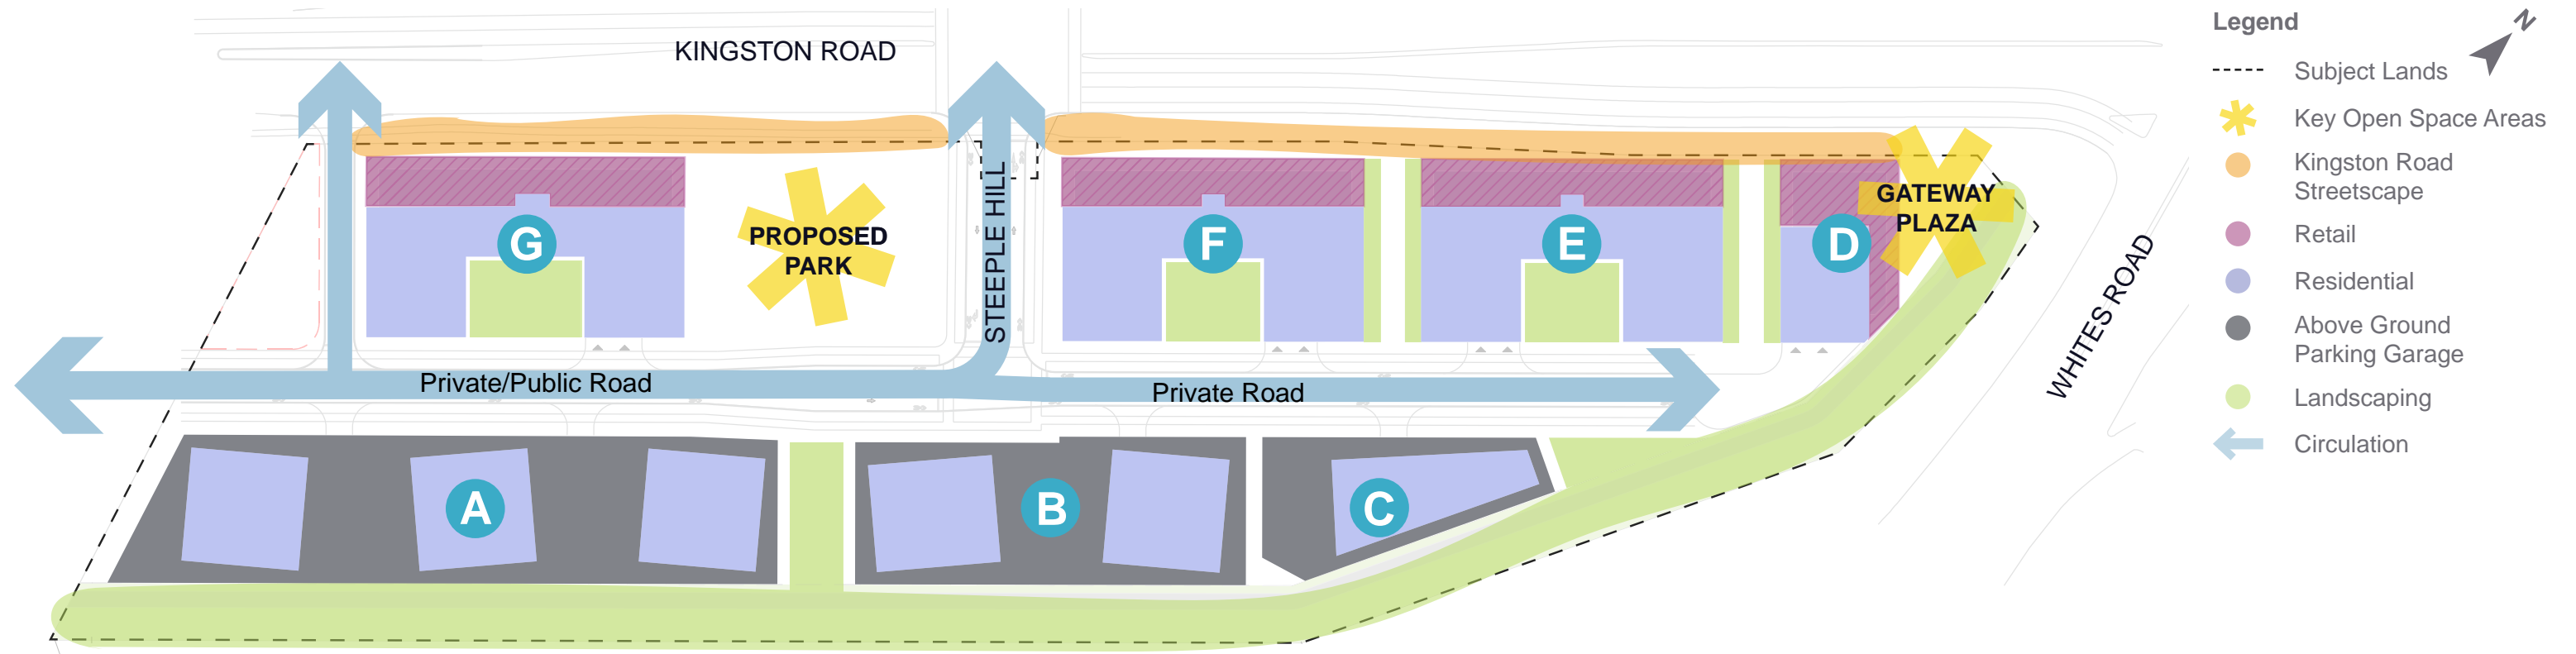 KINGSTON ROAD
STEEPLE HILL
WHITES ROAD
G
PROPOSED
PARK
F
E
D
GATEWAY
PLAZA
Private/Public Road
Private Road
A
B
C
Legend
N
Subject Lands
Key Open Space Areas
Kingston Road
Streetscape
Retail
Residential
Above Ground
Parking Garage
Landscaping
Circulation